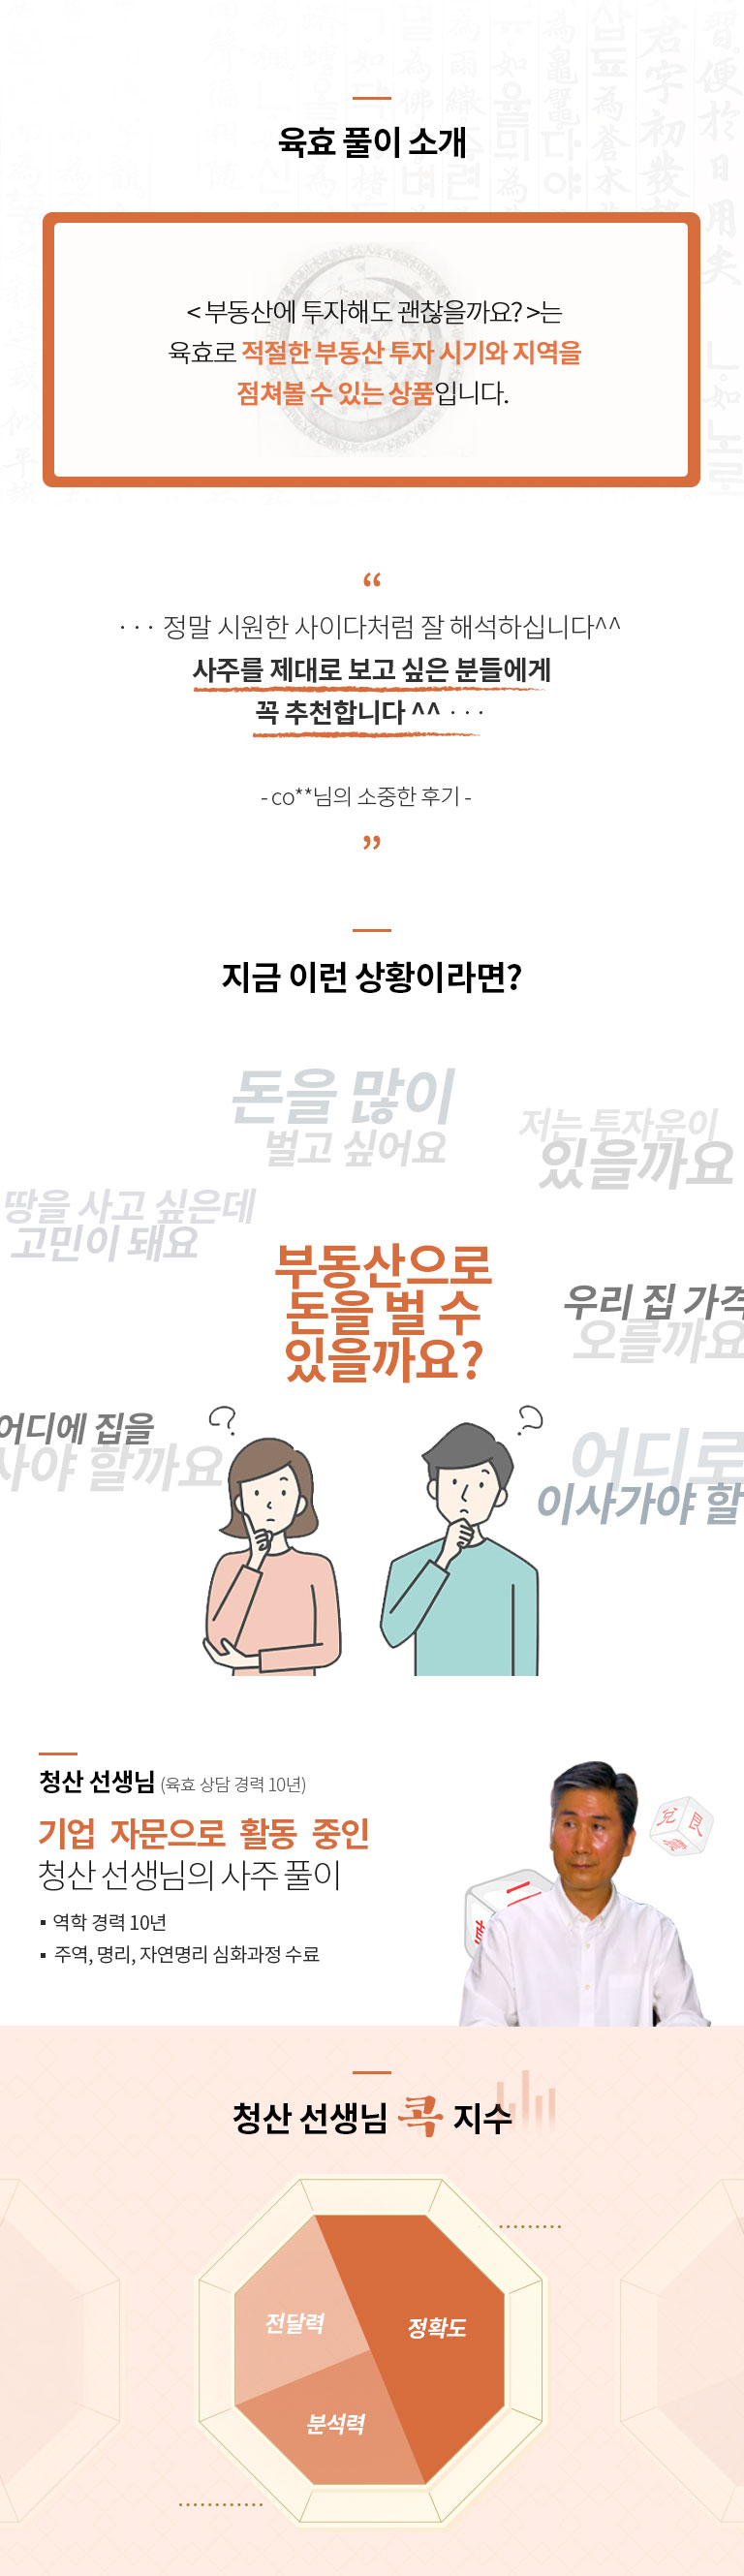 육효 풀이 소개
< 부동산에 투자해도 괜찮을까요? >는
육효로 적절한 부동산 투자 시기와 지역을
점쳐볼 수 있는 상품입니다.
“
· · · 정말 시원한 사이다처럼 잘 해석하십니다^^
사주를 제대로 보고 싶은 분들에게
꼭 추천합니다 ^^ · · ·
- co**님의 소중한 후기 -
”
지금 이런 상황이라면?
돈을 많이
벌고 싶어요
저는 투자운이
있을까요
땅을 사고 싶은데
고민이 돼요
부동산으로
돈을 벌 수
있을까요?
우리 집 가격
오를까요
어디에 집을
사야 할까요
어디로
이사가야 할
청산 선생님 (육효 상담 경력 10년)
기업 자문으로 활동 중인
청산 선생님의 사주 풀이
▪ 역학 경력 10년
▪ 주역, 명리, 자연명리 심화과정 수료
청산 선생님 콕 지수
전달력
정확도
분석력